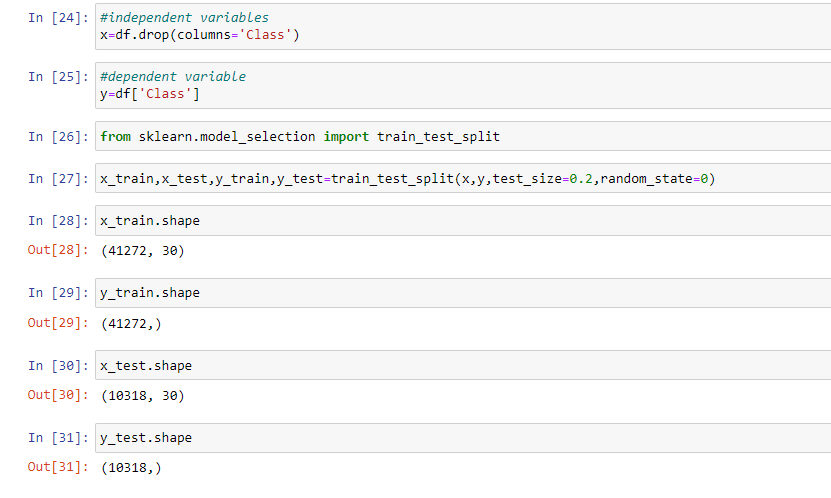 In [24]: #independent variables
x=df.drop(columns='Class')
In [25]: #dependent variable
y=df['Class']
In [26]: from sklearn.model_selection import train_test_split
In [27]: x_train,x_test,y_train,y_test=train_test_split(x,y,test_size=0.2,random_state=0)
In [28]: x_train.shape
Out[28]: (41272, 30)
In [29]: y_train.shape
Out[29]: (41272,)
In [30]: x_test.shape
Out[30]: (10318, 30)
In [31]: y_test.shape
Out[31]: (10318,)